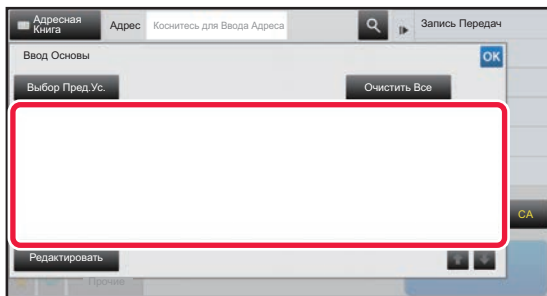 Адресная Книга
Адрес
Коснитесь для Ввода Адреса
Запись Передач
Ввод Основы
OK
Выбор Пред.Ус.
Очистить Все
CA
Редактировать
Прочие